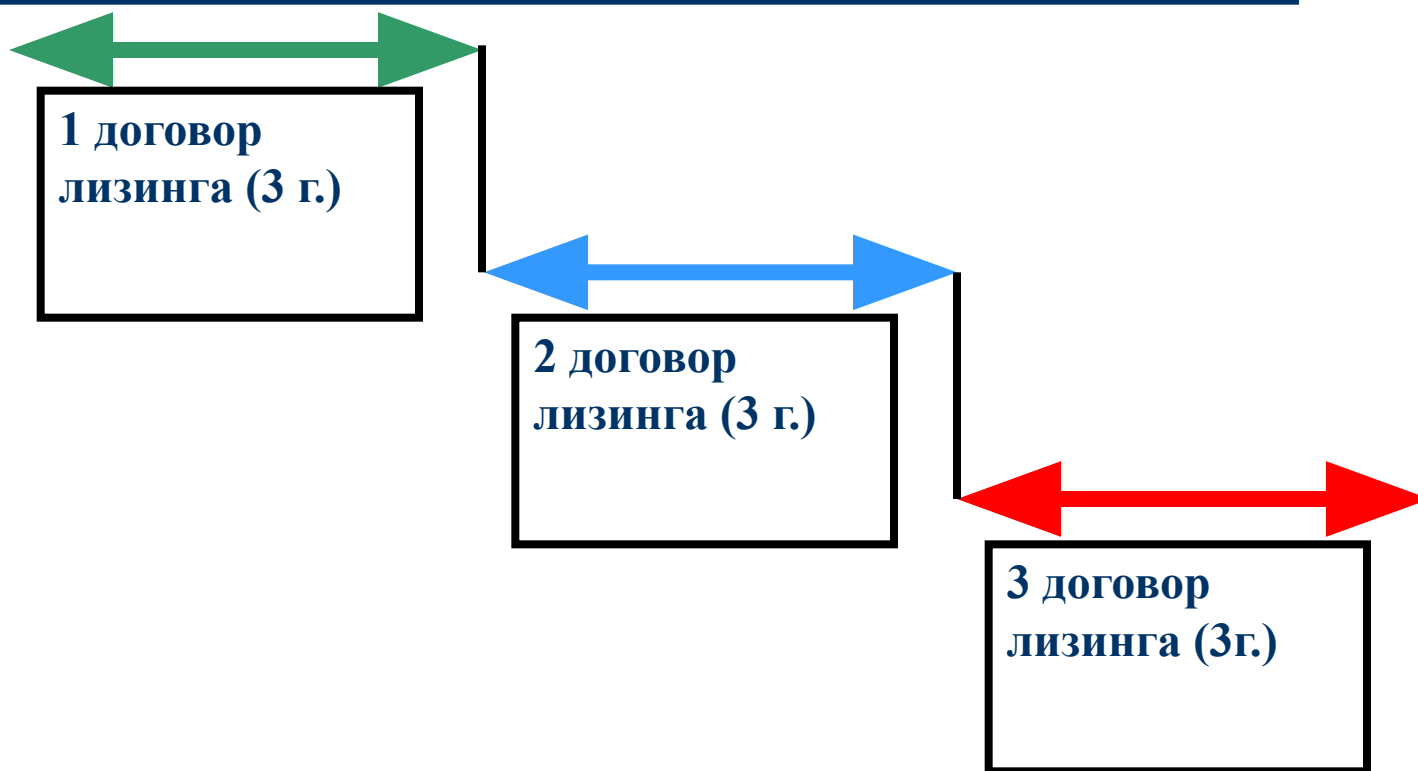 1 договор
лизинга (3 г.)
2 договор
лизинга (3 г.)
3 договор
лизинга (3г.)